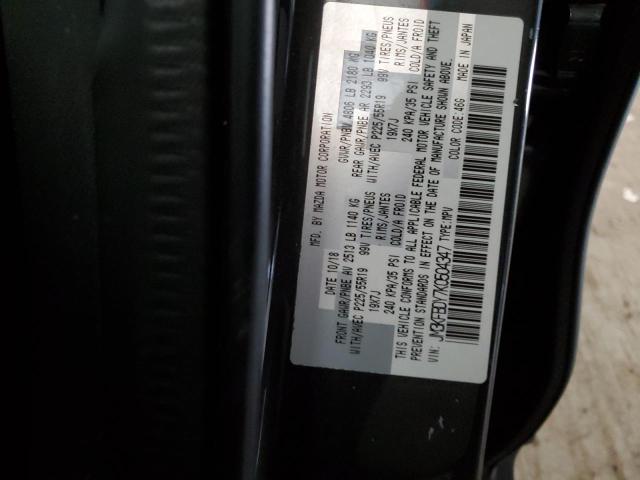 MFD. BY MAZDA MOTOR CORPORATION
DATE 10/18 GVWR/PNBV 4806 LB 2180 KG
FRONT GAWR/PNBE AV 2513 LB 1140 KG REAR GAWR/PNBE AR 2293 LB 1040 KG
WITH/AVEC P225/55R19 99V TIRES/PNEUS WITH/AVEC P225/55R19 99V TIRES/PNEUS
19X7J RIMS/JANTES 19X7J RIMS/JANTES
240 KPA/35 PSI COLD/A FROID 240 KPA/35 PSI COLD/A FROID
THIS VEHICLE CONFORMS TO ALL APPLICABLE FEDERAL MOTOR VEHICLE SAFETY AND THEFT
PREVENTION STANDARDS IN EFFECT ON THE DATE OF MANUFACTURE SHOWN ABOVE.
VIN: JM3KFBDY7K0504347 TYPE:MPV COLOR CODE:46G MADE IN JAPAN